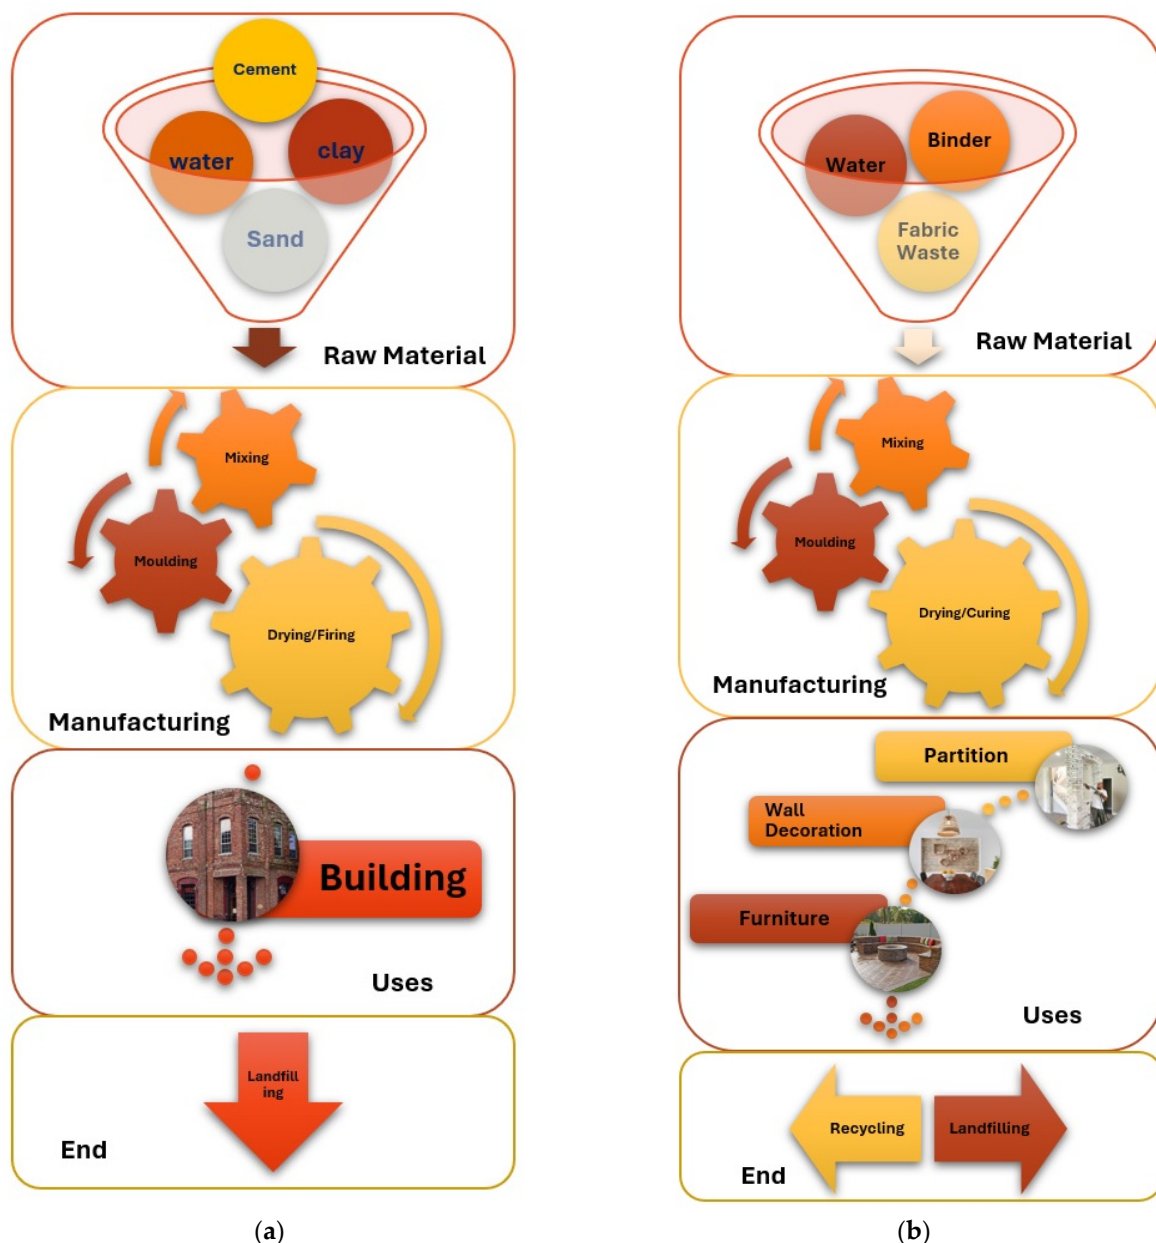 Cement
water
clay
Sand
Raw Material
Mixing
Moulding
Drying/Firing
Manufacturing
Building
Uses
Landfill
ing
End
(a)
Binder
Water
Fabric
Waste
Raw Material
Mixing
Moulding
Drying/Curing
Manufacturing
Partition
Wall
Decoration
Furniture
Uses
Recycling
Landfilling
End
(b)